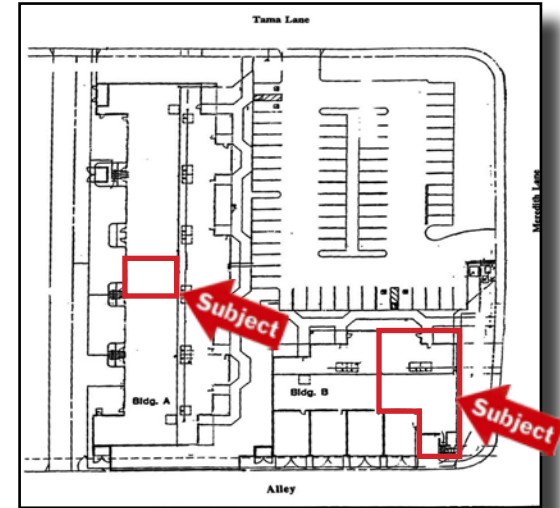 Tama Lane
Meredith Lane
Subject
Bldg. A
Bldg. B
Subject
Alley